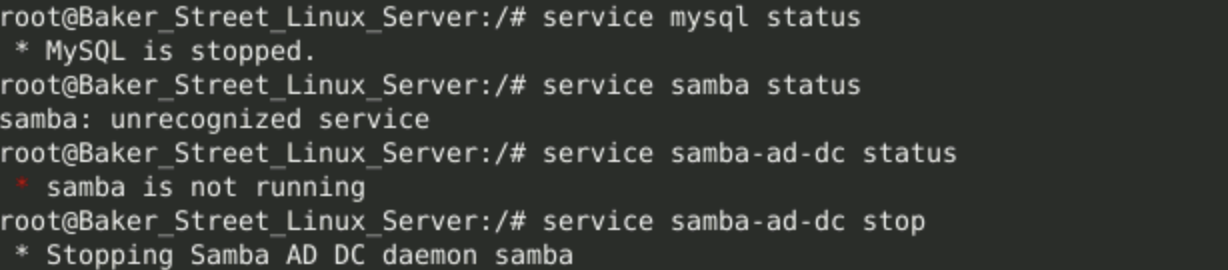 root@Baker_Street_Linux_Server:/# service mysql status
 * MySQL is stopped.
root@Baker_Street_Linux_Server:/# service samba status
samba: unrecognized service
root@Baker_Street_Linux_Server:/# service samba-ad-dc status
 * samba is not running
root@Baker_Street_Linux_Server:/# service samba-ad-dc stop
 * Stopping Samba AD DC daemon samba